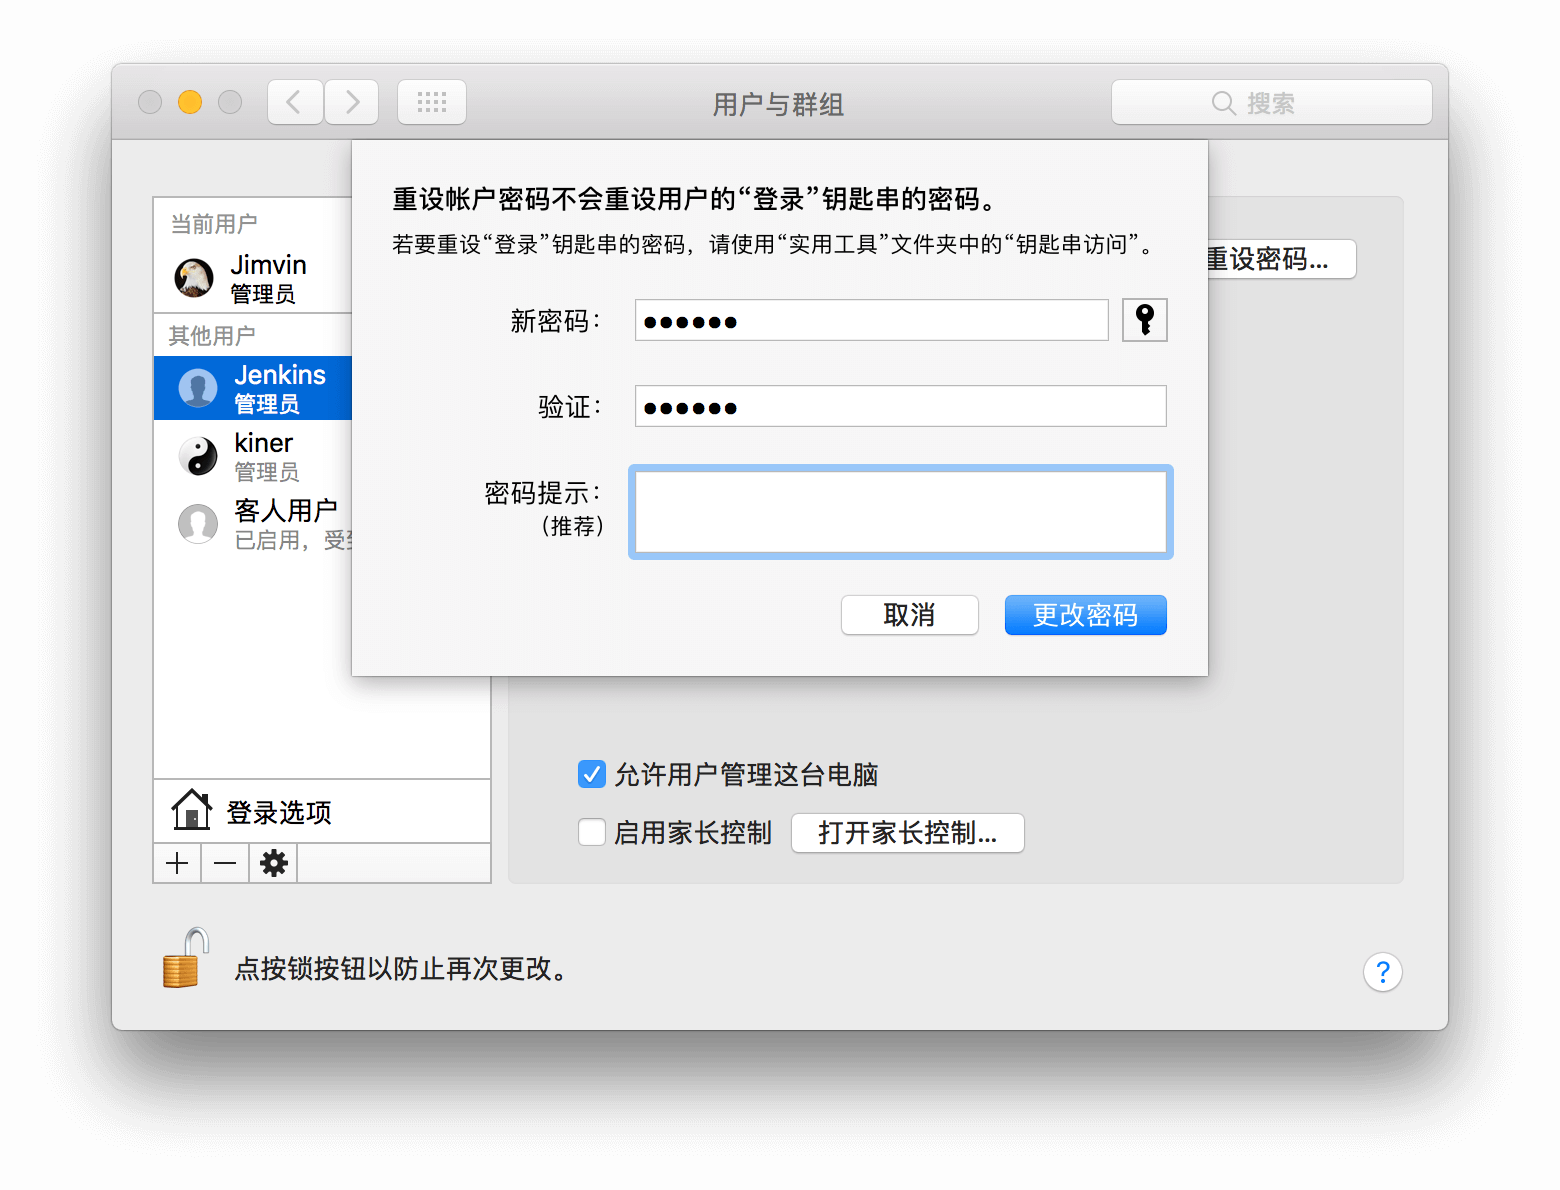 用户与群组
搜索
重设帐户密码不会重设用户的“登录”钥匙串的密码。
若要重设“登录”钥匙串的密码，请使用“实用工具”文件夹中的“钥匙串访问”。
当前用户
Jimvin
管理员
其他用户
Jenkins
管理员
kiner
管理员
客人用户
已启用，受
重设密码...
新密码：
验证：
密码提示：
（推荐）
取消
更改密码
允许用户管理这台电脑
启用家长控制
打开家长控制...
登录选项
点按锁按钮以防止再次更改。
?